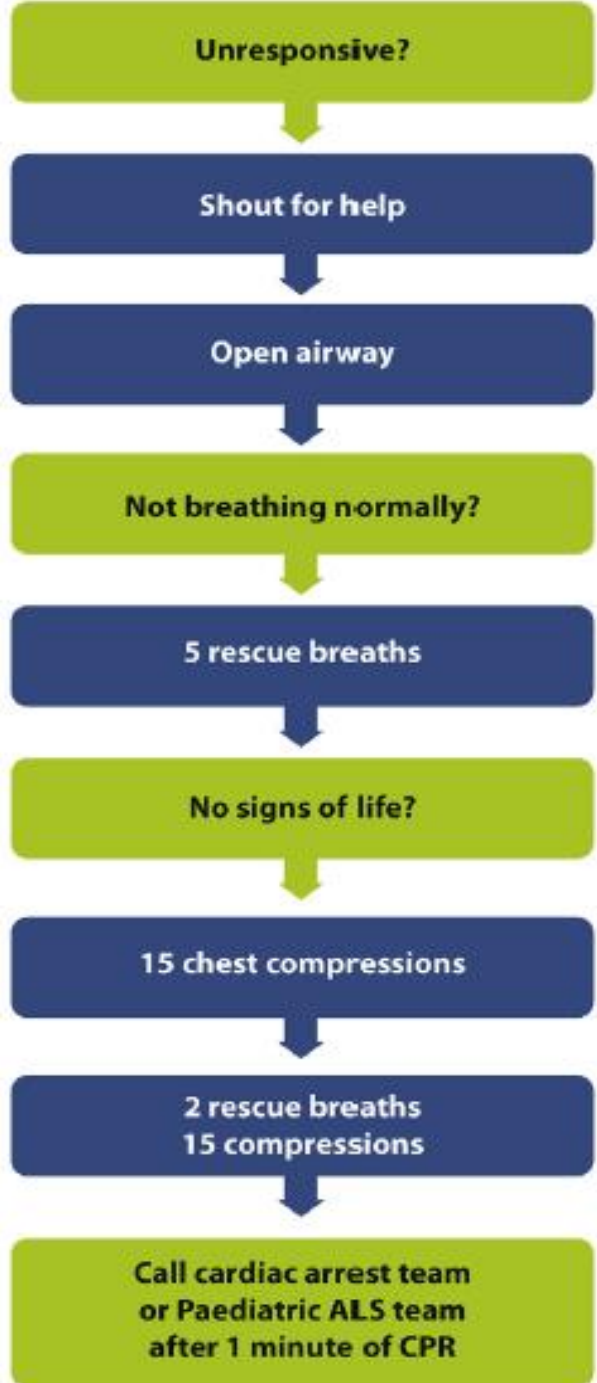 Unresponsive?
Shout for help
Open airway
Not breathing normally?
5 rescue breaths
No signs of life?
15 chest compressions
2 rescue breaths
15 compressions
Call cardiac arrest team
or Paediatric ALS team
after 1 minute of CPR